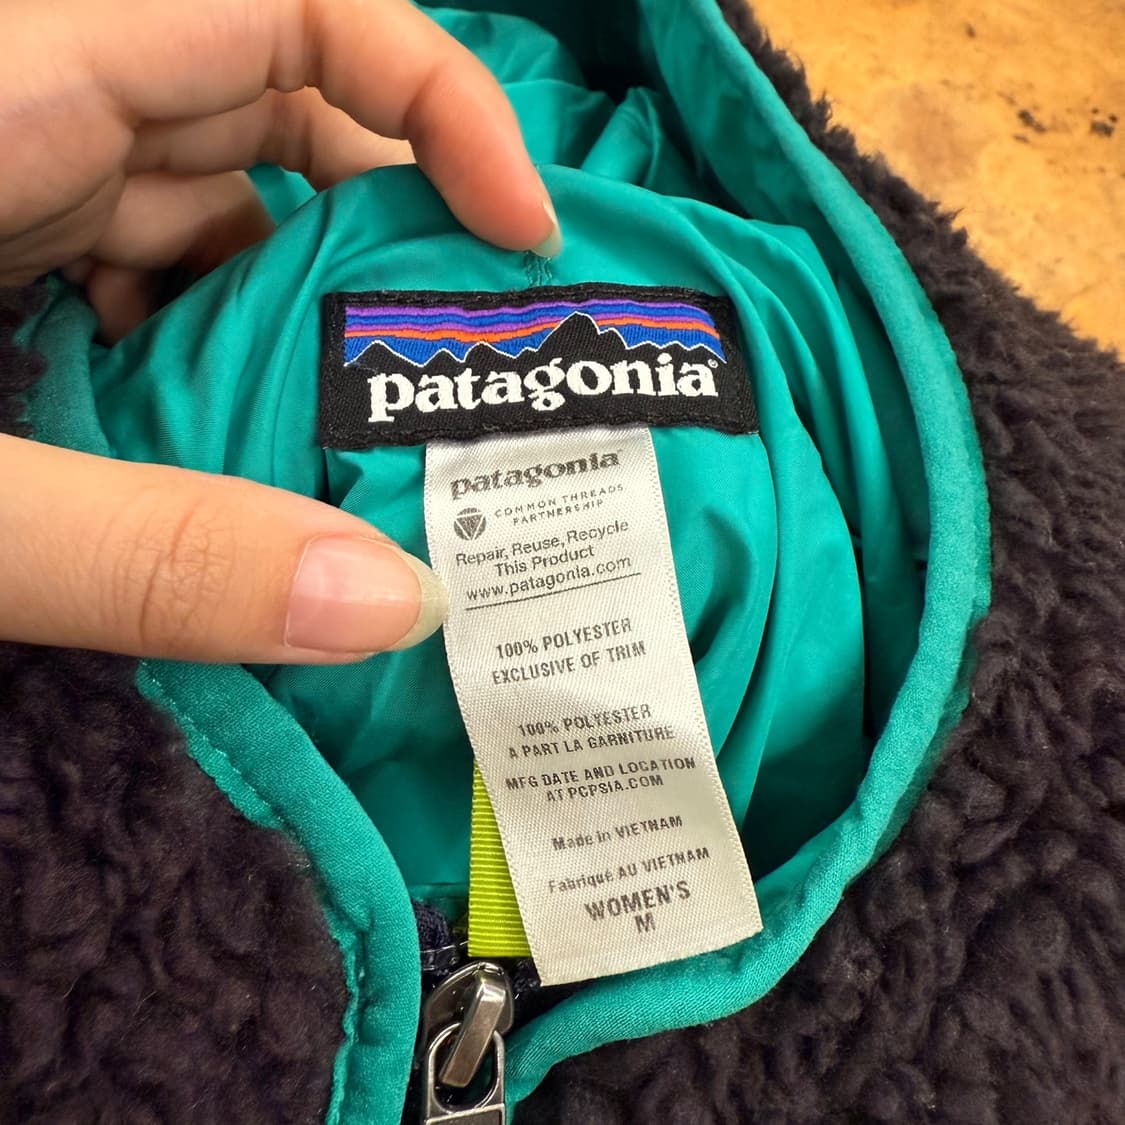 patagonia®
patagonia
COMMON THREADS
PARTNERSHIP
Repair, Reuse, Recycle
This Product
www.patagonia.com
100% POLYESTER
EXCLUSIVE OF TRIM
100% POLYESTER
A PART LA GARNITURE
MFG DATE AND LOCATION
AT PCPSIA.COM
Made in VIETNAM
Fabriqué AU VIETNAM
WOMEN'S
M